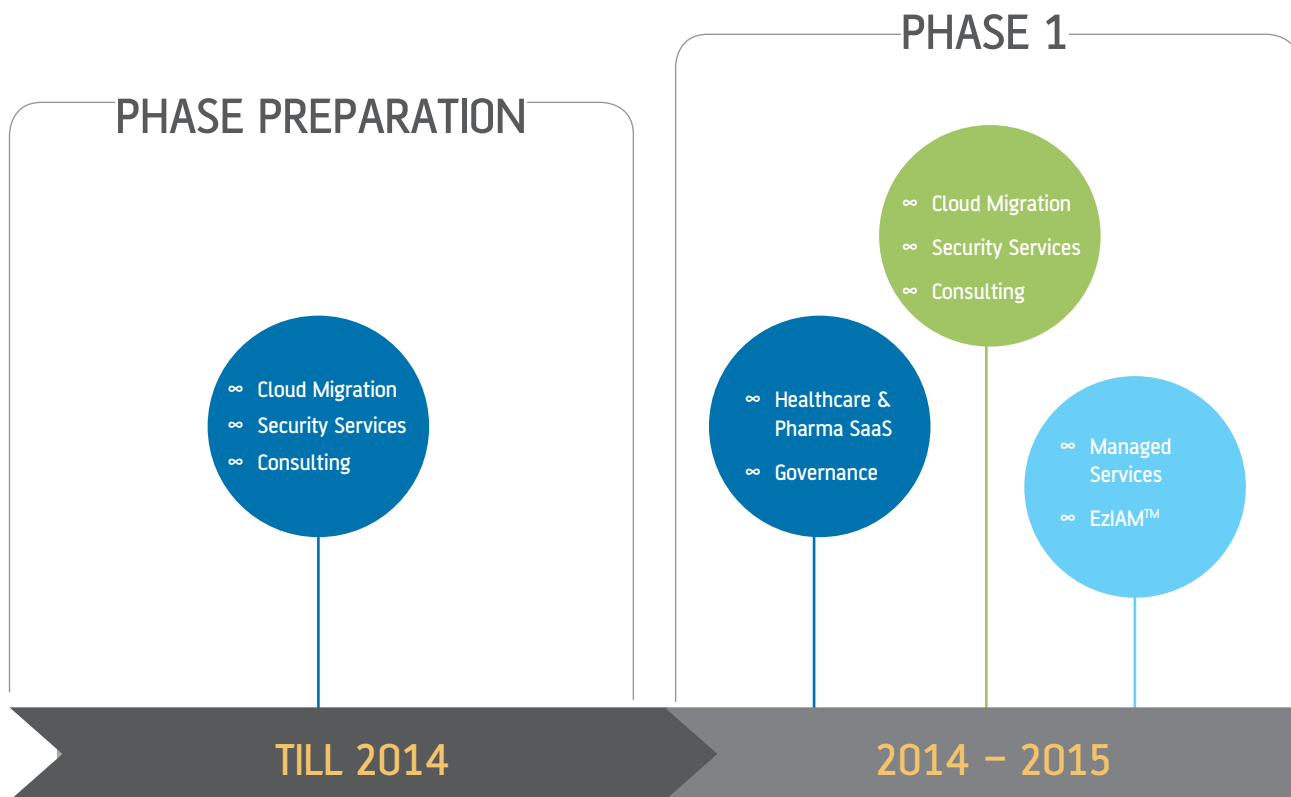 PHASE PREPARATION
∞ Cloud Migration
∞ Security Services
∞ Consulting
TILL 2014
PHASE 1
∞ Cloud Migration
∞ Security Services
∞ Consulting
∞ Healthcare &
Pharma SaaS
∞ Governance
∞ Managed
Services
∞ EzIAM™
2014 – 2015